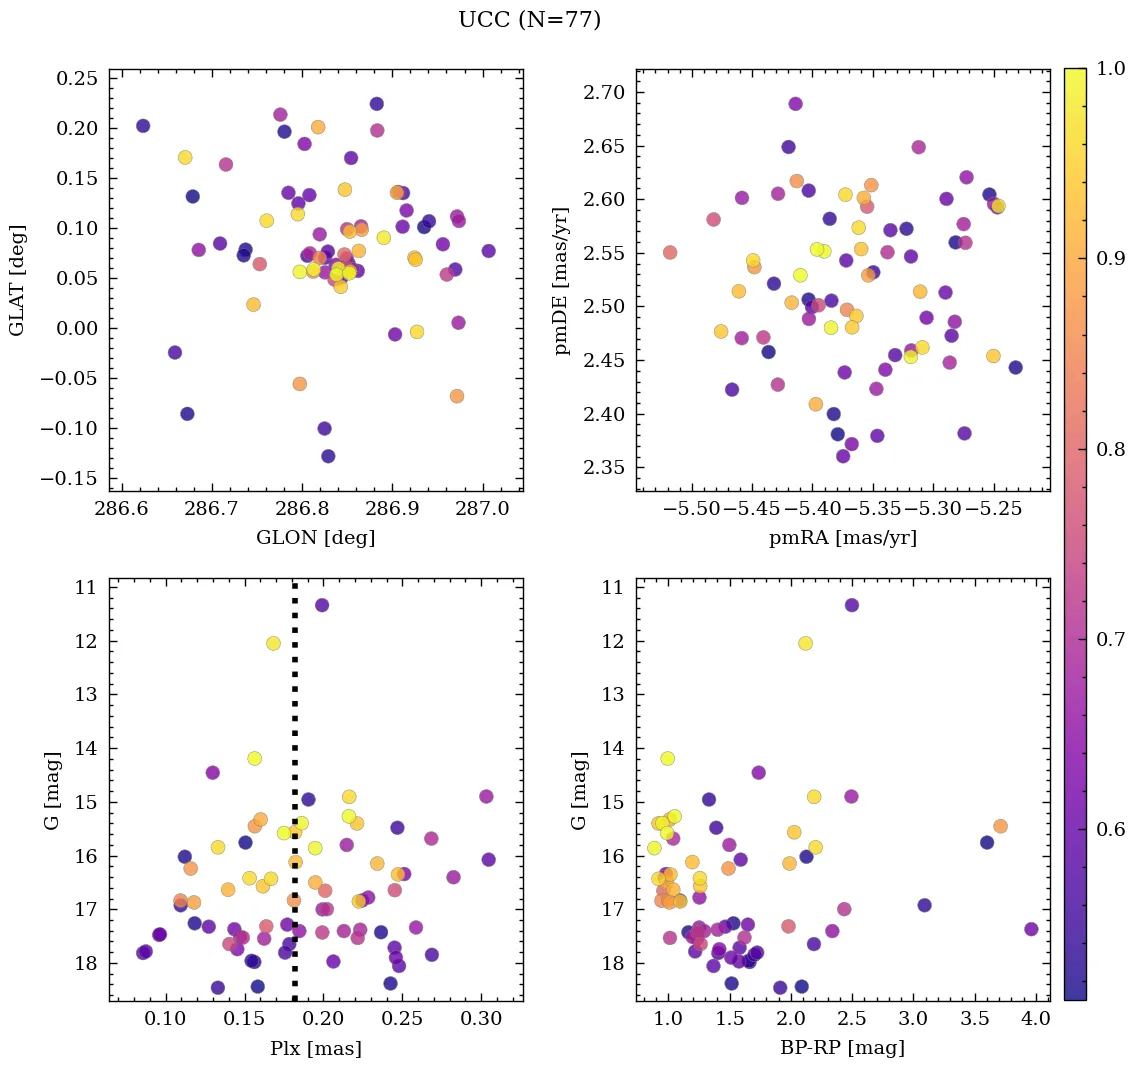 UCC (N=77)
0.25
0.20
0.15
0.10
0.05
0.00
−0.05
−0.10
−0.15
GLAT [deg]
286.6 286.7 286.8 286.9 287.0
GLON [deg]
2.70
2.65
2.60
2.55
2.50
2.45
2.40
2.35
pmDE [mas/yr]
−5.50 −5.45 −5.40 −5.35 −5.30 −5.25
pmRA [mas/yr]
11
12
13
14
15
16
17
18
G [mag]
0.10 0.15 0.20 0.25 0.30
Plx [mas]
11
12
13
14
15
16
17
18
G [mag]
1.0 1.5 2.0 2.5 3.0 3.5 4.0
BP-RP [mag]
1.0
0.9
0.8
0.7
0.6